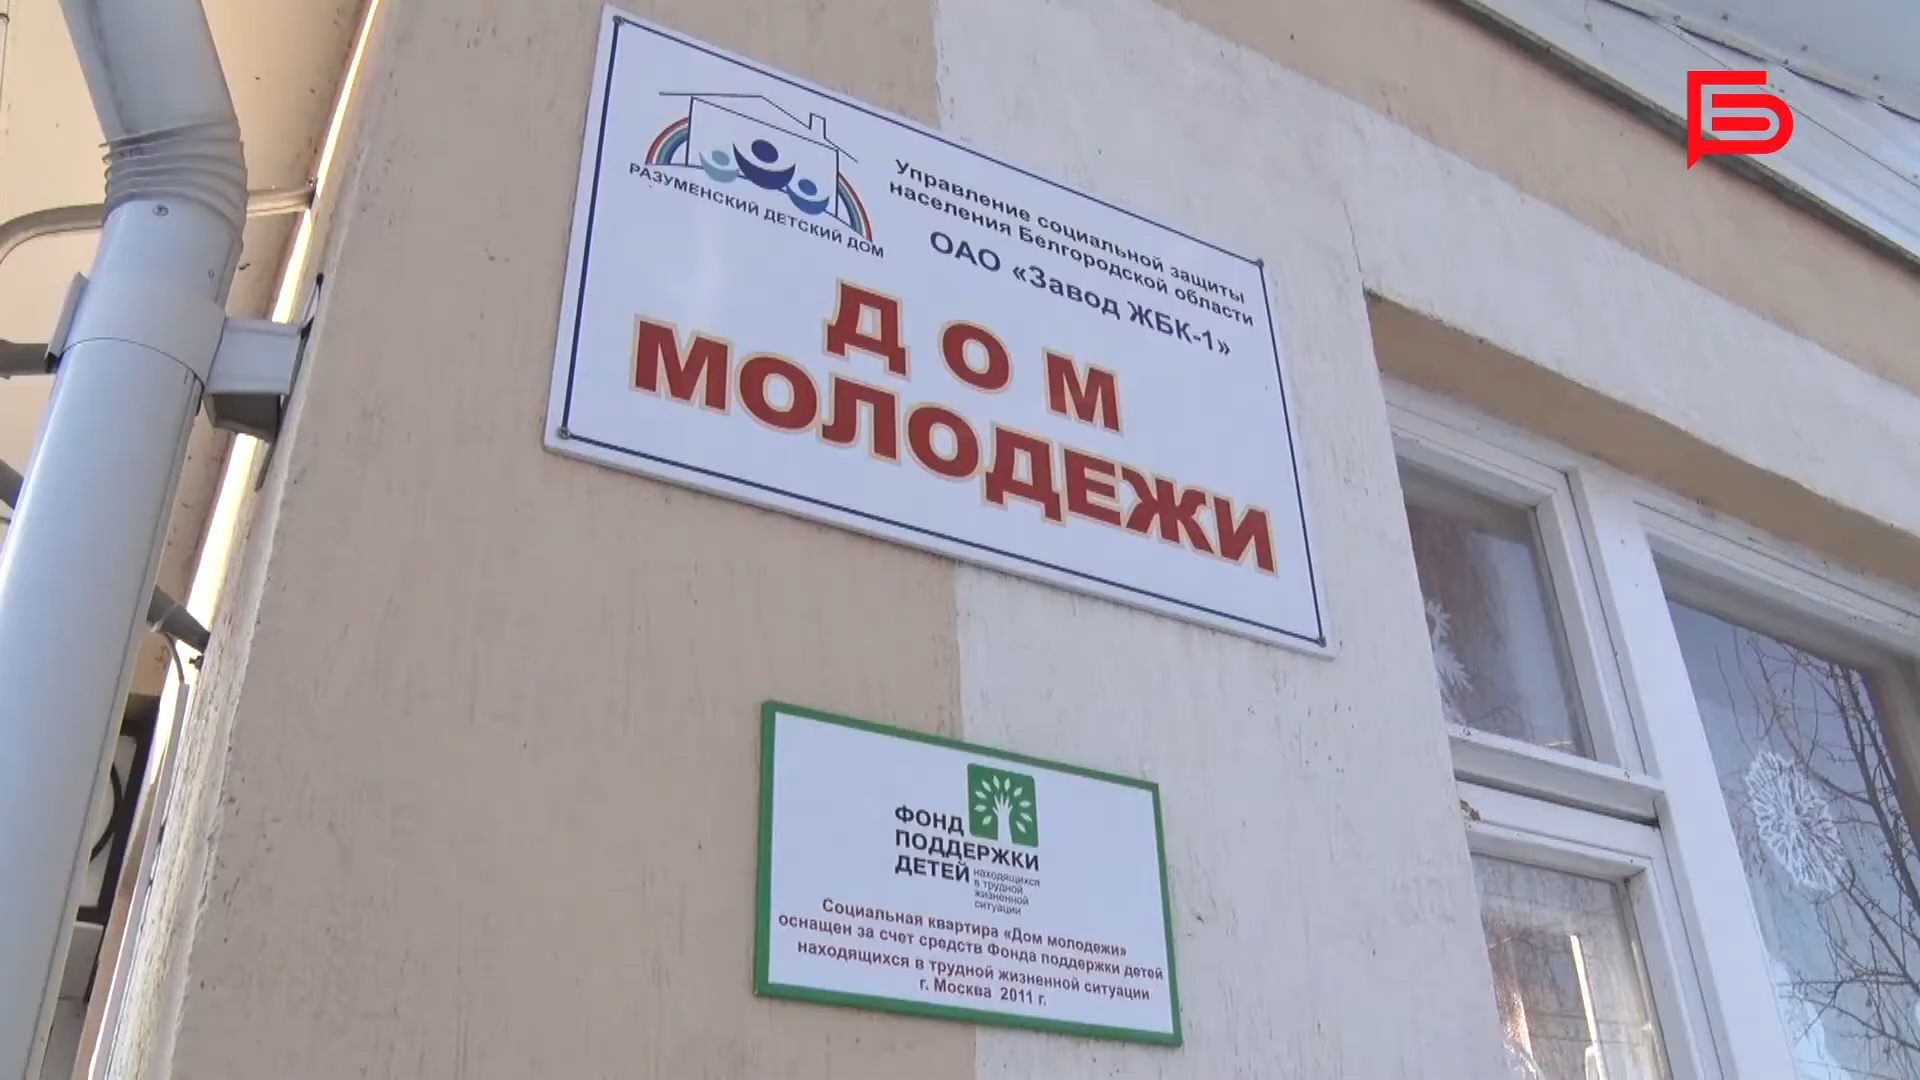 Б
РАЗУМЕНСКИЙ ДЕТСКИЙ ДОМ
Управление социальной защиты
населения Белгородской области
ОАО «Завод ЖБК-1»
ДОМ
МОЛОДЕЖИ
ФОНД
ПОДДЕРЖКИ
ДЕТЕЙ
находящихся
в трудной
жизненной
ситуации
Социальная квартира «Дом молодежи»
оснащен за счет средств Фонда поддержки детей
находящихся в трудной жизненной ситуации
г. Москва 2011 г.